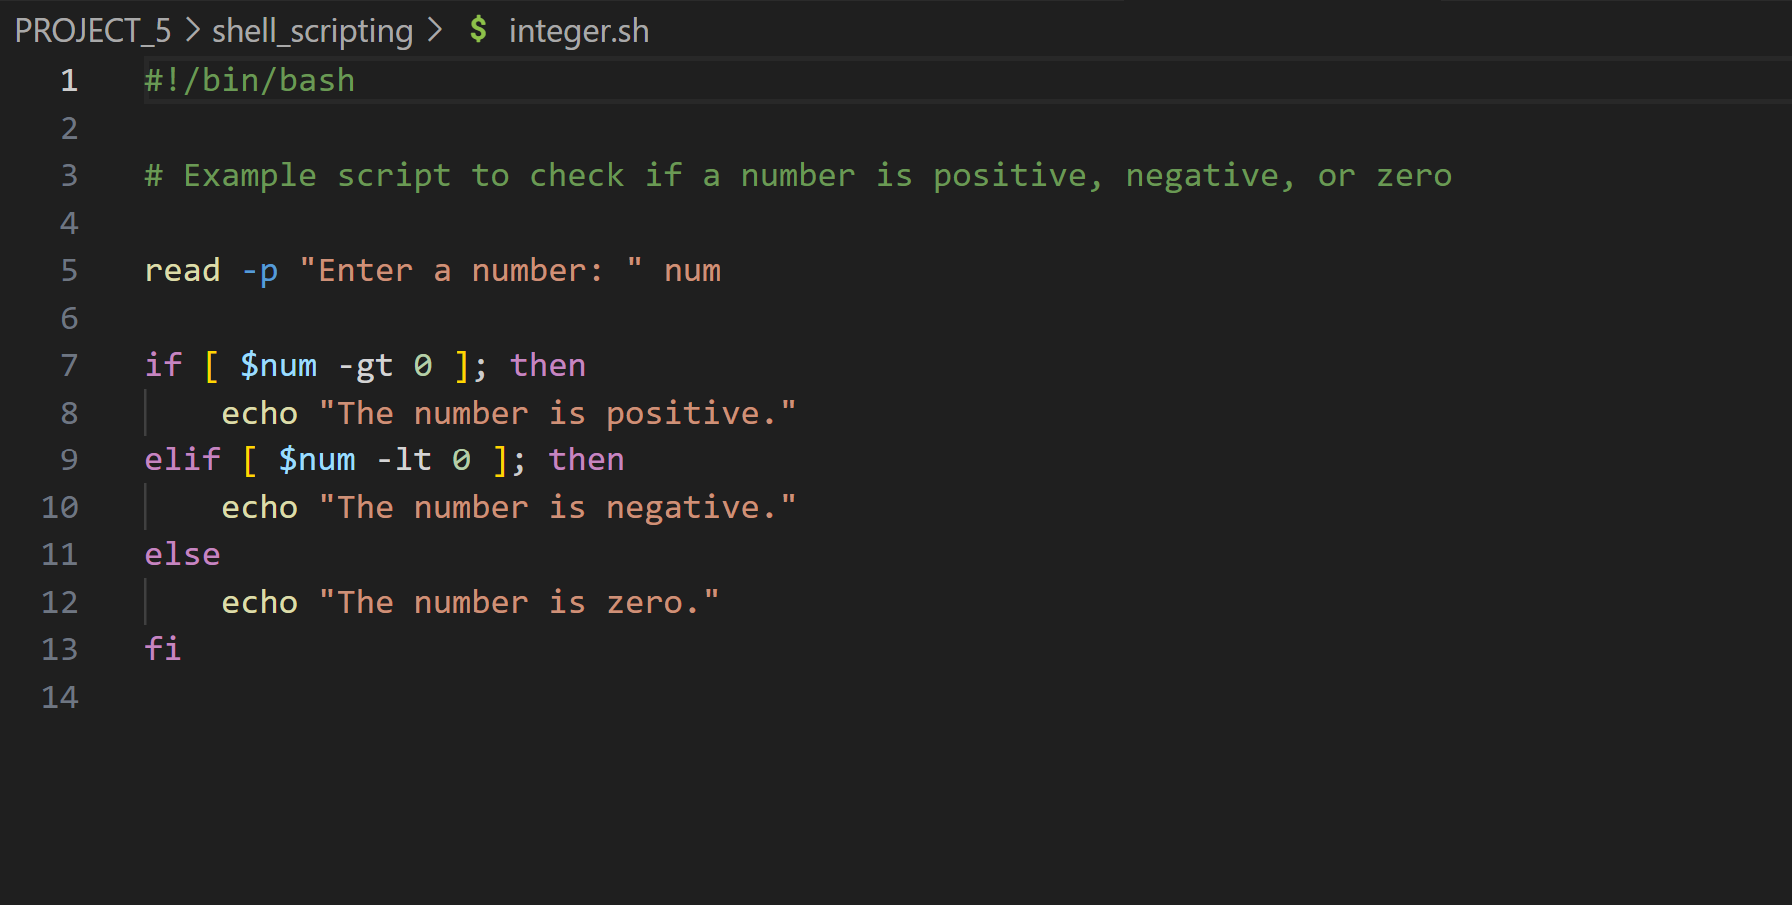 PROJECT_5 > shell_scripting > $ integer.sh
1 #!/bin/bash
2
3 # Example script to check if a number is positive, negative, or zero
4
5 read -p "Enter a number: " num
6
7 if [ $num -gt 0 ]; then
8     echo "The number is positive."
9 elif [ $num -lt 0 ]; then
10     echo "The number is negative."
11 else
12     echo "The number is zero."
13 fi
14